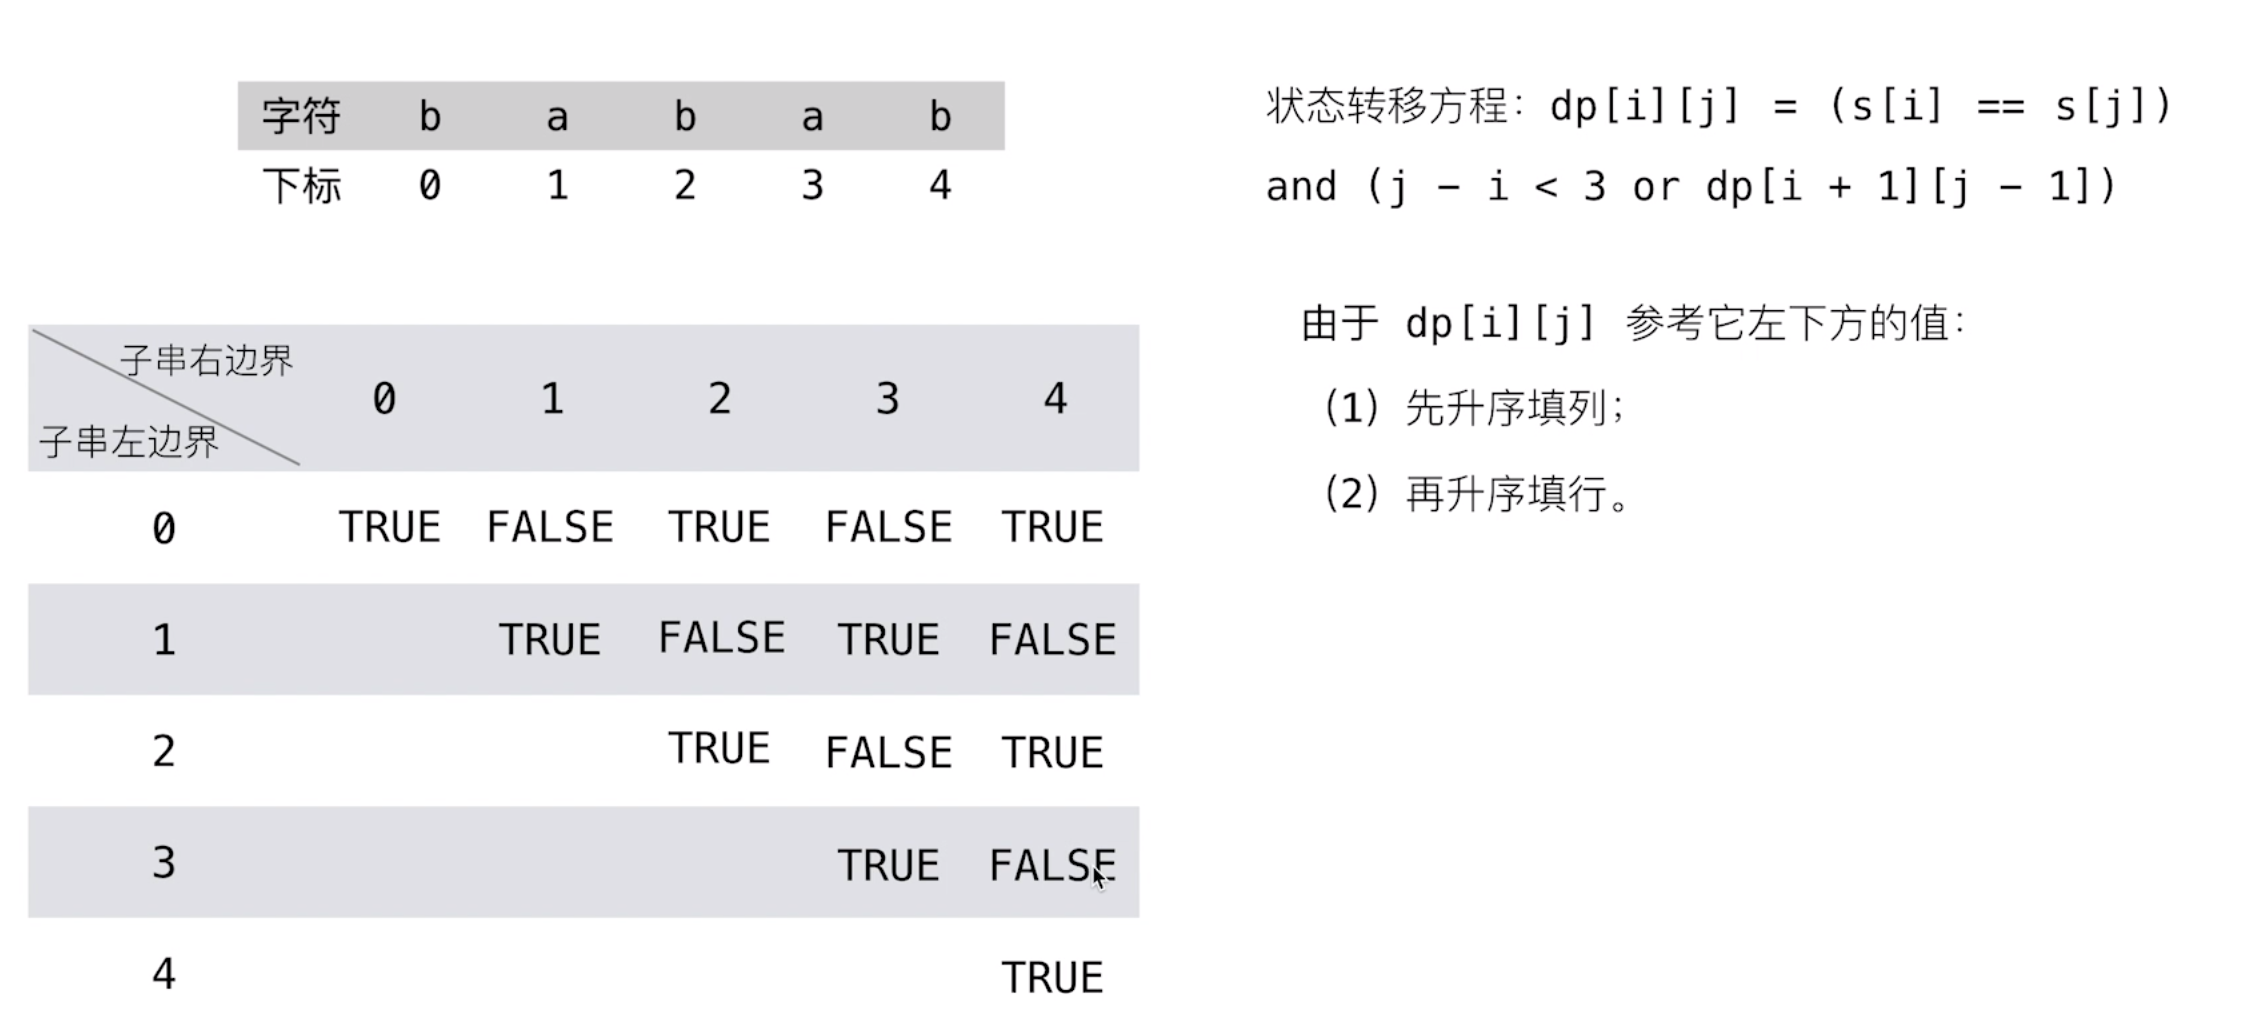 字符 b a b a b
下标 0 1 2 3 4
状态转移方程：dp[i][j] = (s[i] == s[j])
and (j - i < 3 or dp[i + 1][j - 1])
由于 dp[i][j] 参考它左下方的值：
（1）先升序填列；
（2）再升序填行。
子串右边界
子串左边界
0 1 2 3 4
0 TRUE FALSE TRUE FALSE TRUE
1 TRUE FALSE TRUE FALSE
2 TRUE FALSE TRUE
3 TRUE FALSE
4 TRUE